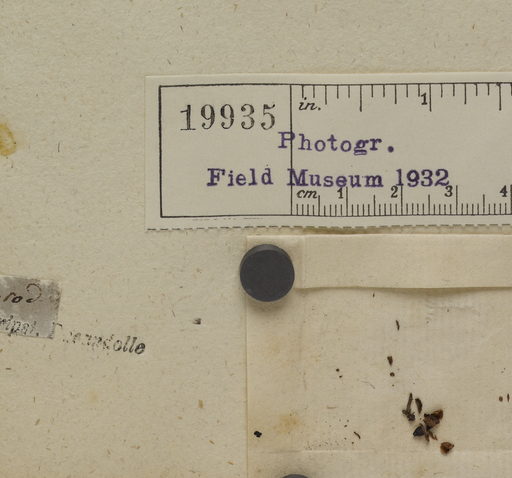 19935
in. 1
Photogr.
Field Museum 1932
cm 1 2 3 4